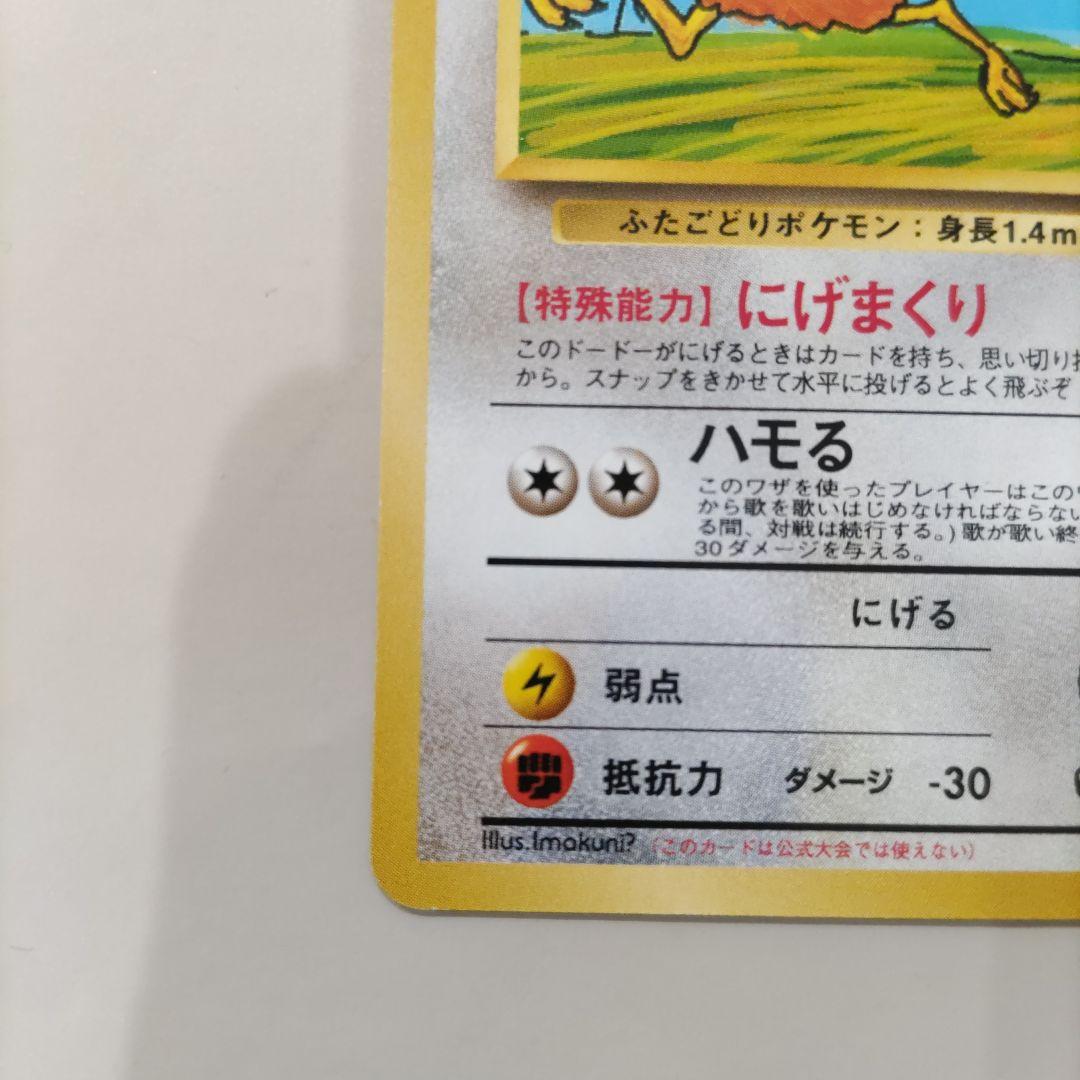 ふたごどりポケモン：身長1.4m
【特殊能力】にげまくり
このドードーがにげるときはカードを持ち、思い切り
から。スナップをきかせて水平に投げるとよく飛ぶぞ
ハモる
このワザを使ったプレイヤーはこの
から歌を歌いはじめなければならない
る間、対戦は続行する。)歌が歌い終
30ダメージを与える。
にげる
弱点
抵抗力 ダメージ -30
Illus.Imakuni? (このカードは公式大会では使えない)